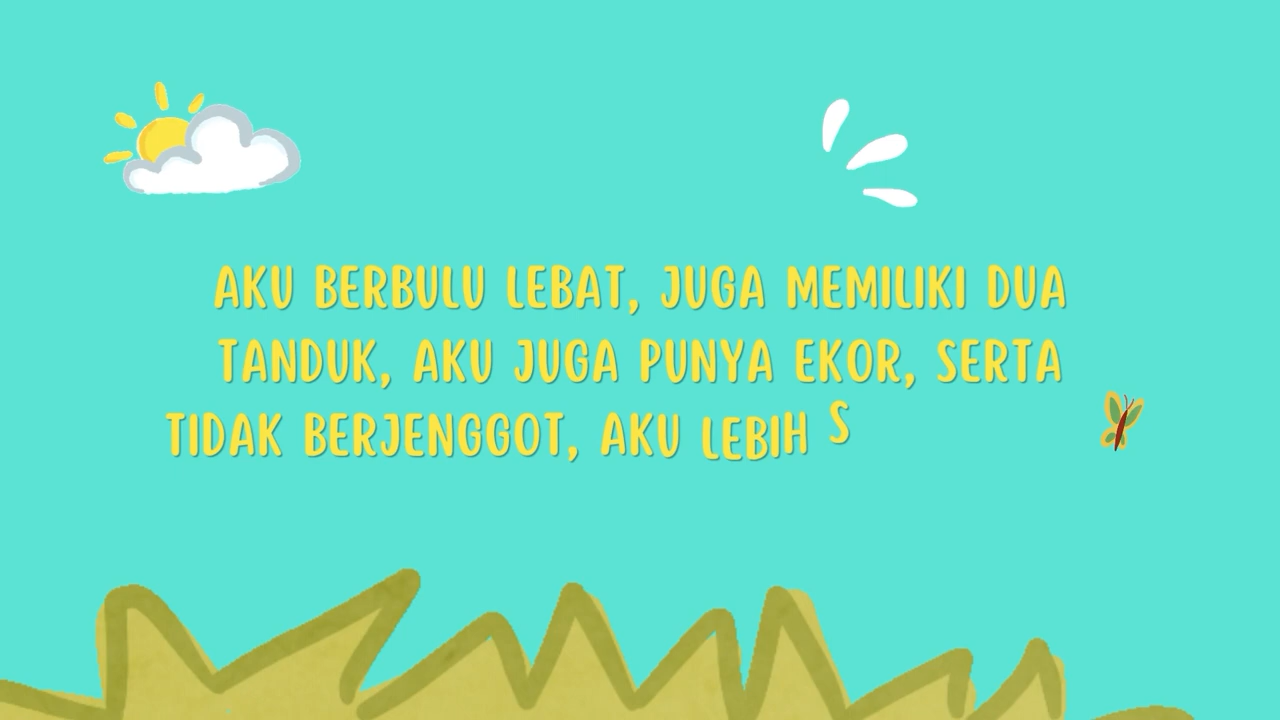 AKU BERBULU LEBAT, JUGA MEMILIKI DUA
TANDUK, AKU JUGA PUNYA EKOR, SERTA
TIDAK BERJENGGOT, AKU LEBIH S